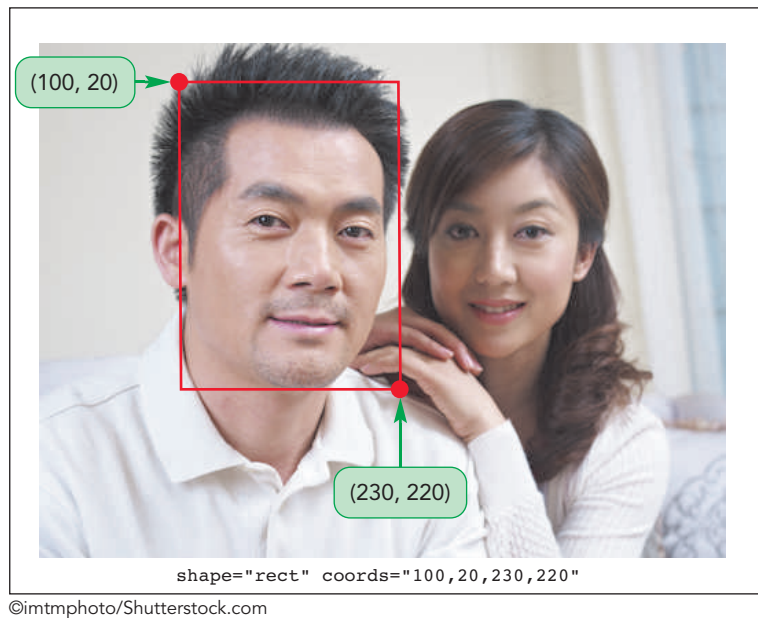 (100, 20)
(230, 220)
shape="rect" coords="100,20,230,220"
©imtmphoto/Shutterstock.com